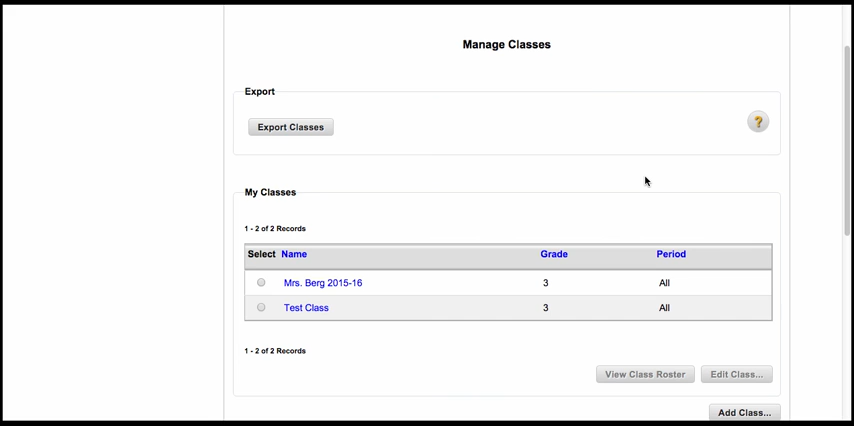 Manage Classes
Export
Export Classes
?
My Classes
1 - 2 of 2 Records
Select Name Grade Period
Mrs. Berg 2015-16 3 All
Test Class 3 All
1 - 2 of 2 Records
View Class Roster Edit Class...
Add Class...